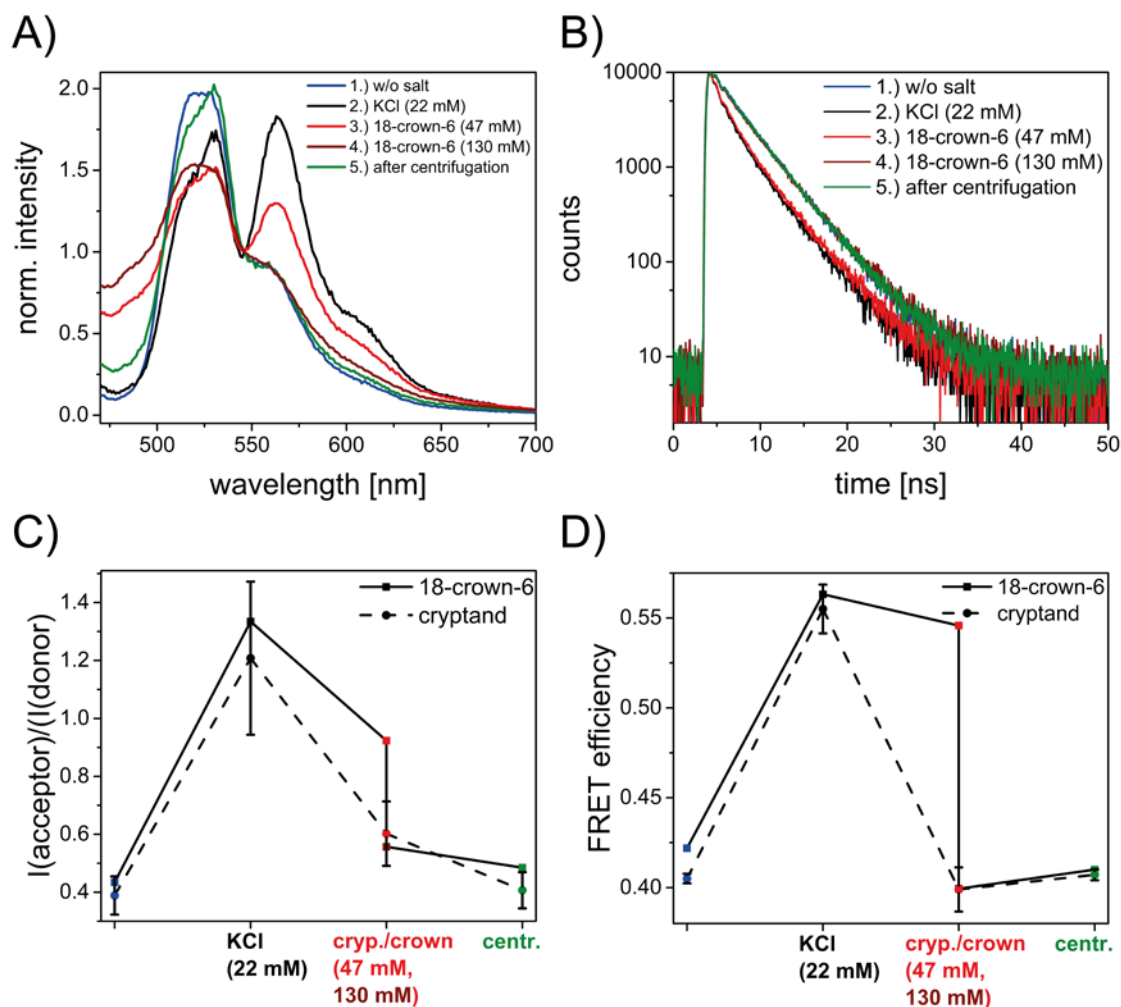 A)
norm. intensity
2.0
1.5
1.0
0.5
0.0
1.) w/o salt
2.) KCl (22 mM)
3.) 18-crown-6 (47 mM)
4.) 18-crown-6 (130 mM)
5.) after centrifugation
500
550
600
650
700
wavelength [nm]
B)
counts
10000
1000
100
10
1.) w/o salt
2.) KCl (22 mM)
3.) 18-crown-6 (47 mM)
4.) 18-crown-6 (130 mM)
5.) after centrifugation
0
10
20
30
40
50
time [ns]
C)
I(acceptor)/(I(donor)
1.4
1.2
1.0
0.8
0.6
0.4
18-crown-6
cryptand
KCl
(22 mM)
cryp./crown
(47 mM,
130 mM)
centr.
D)
FRET efficiency
0.55
0.50
0.45
0.40
18-crown-6
cryptand
KCl
(22 mM)
cryp./crown
(47 mM,
130 mM)
centr.